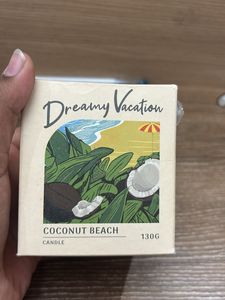 Dreamy Vacation
COCONUT BEACH
CANDLE
130G